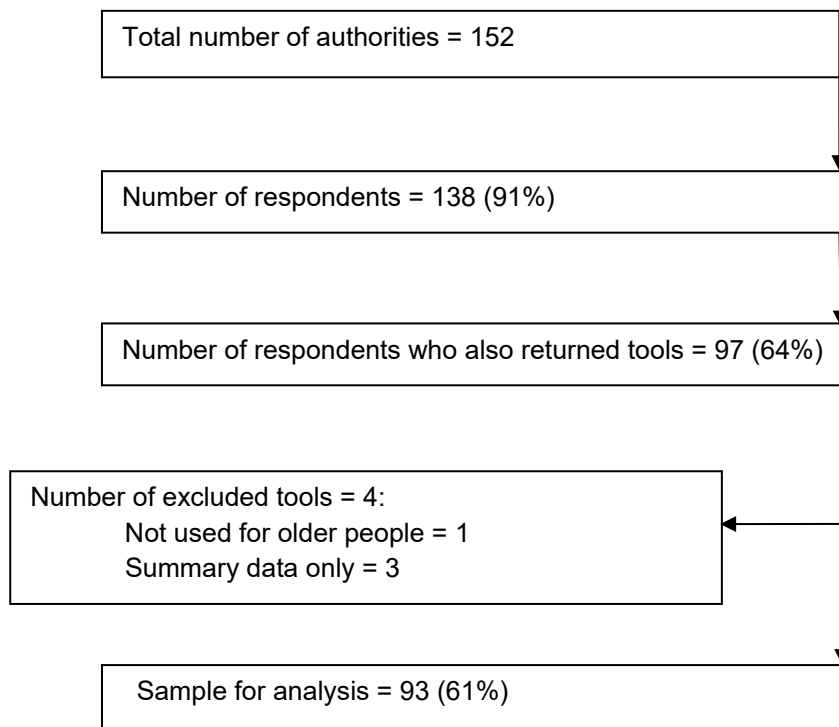 Total number of authorities = 152
Number of respondents = 138 (91%)
Number of respondents who also returned tools = 97 (64%)
Number of excluded tools = 4:
Not used for older people = 1
Summary data only = 3
Sample for analysis = 93 (61%)